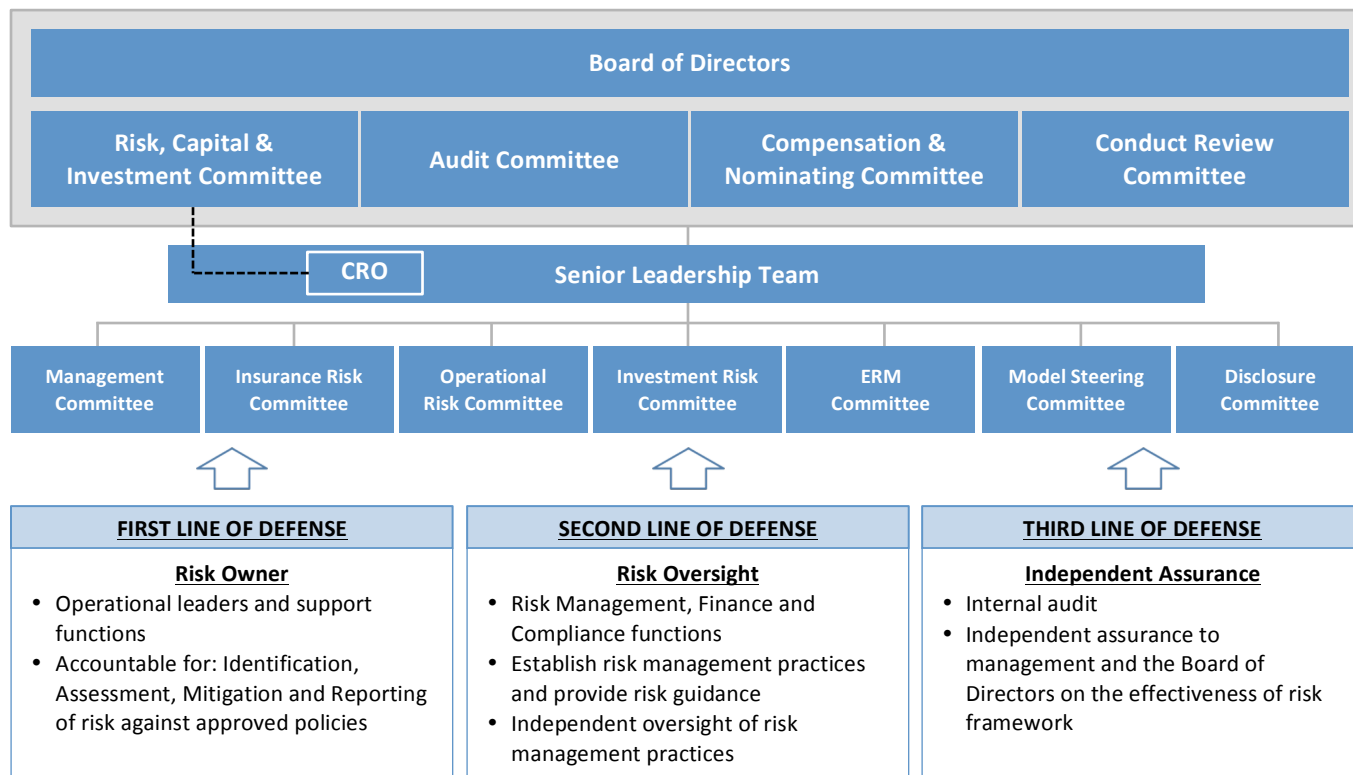 Board of Directors
Risk, Capital &
Investment Committee
Audit Committee
Compensation &
Nominating Committee
Conduct Review
Committee
CRO
Senior Leadership Team
Management
Committee
Insurance Risk
Committee
Operational
Risk Committee
Investment Risk
Committee
ERM
Committee
Model Steering
Committee
Disclosure
Committee
FIRST LINE OF DEFENSE
Risk Owner
• Operational leaders and support
functions
• Accountable for: Identification,
Assessment, Mitigation and Reporting
of risk against approved policies
SECOND LINE OF DEFENSE
Risk Oversight
• Risk Management, Finance and
Compliance functions
• Establish risk management practices
and provide risk guidance
• Independent oversight of risk
management practices
THIRD LINE OF DEFENSE
Independent Assurance
• Internal audit
• Independent assurance to
management and the Board of
Directors on the effectiveness of risk
framework